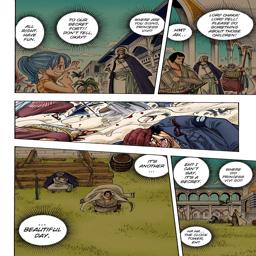 ALL
RIGHT.
HAVE
FUN.
TO OUR
SECRET
FORT!!
DON'T TELL,
OKAY?
WHERE
ARE YOU
GOING,
PRINCESS
VIVI?
WAIT
AH...
LORD CHAKA!
LORD PELL!
PLEASE DO
SOMETHING
ABOUT THOSE
CHILDREN!
IT'S
ANOTHER
...
...
BEAUTIFUL
DAY.
EH? I
CAN'T
SAY,
IT'S A
SECRET.
WHERE
DID
PRINCESS
VIVI GO?
HA HA...
THE CLOCK
TOWER,
EH?